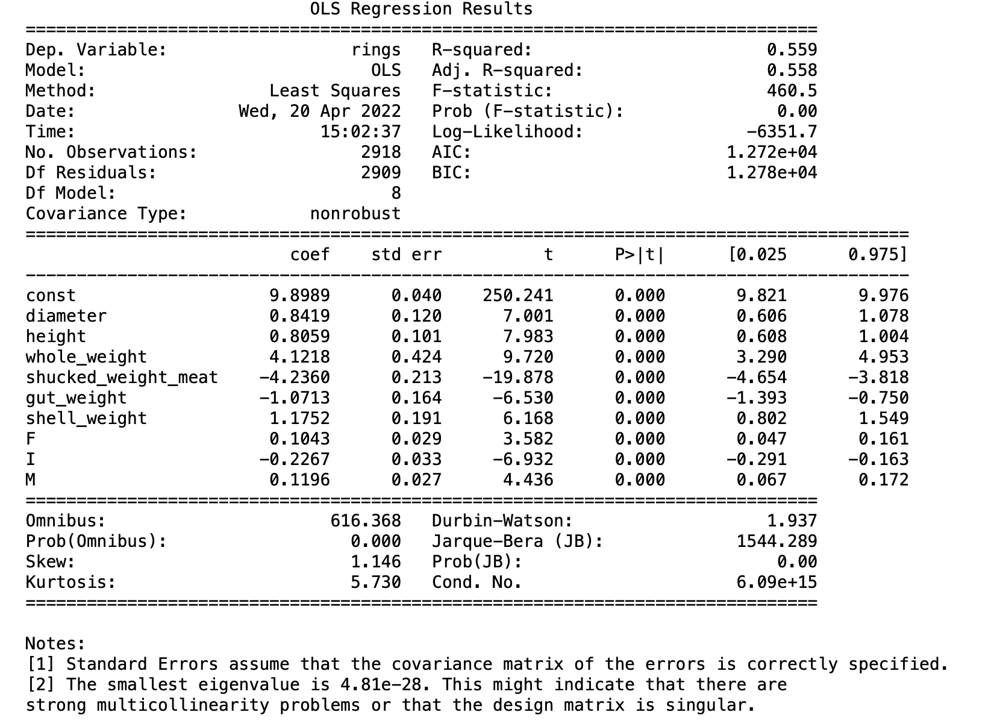 OLS Regression Results
==============================================================================
Dep. Variable:                  rings   R-squared:                       0.559
Model:                            OLS   Adj. R-squared:                  0.558
Method:                 Least Squares   F-statistic:                     460.5
Date:                Wed, 20 Apr 2022   Prob (F-statistic):               0.00
Time:                        15:02:37   Log-Likelihood:                -6351.7
No. Observations:                2918   AIC:                         1.272e+04
Df Residuals:                    2909   BIC:                         1.278e+04
Df Model:                           8
Covariance Type:            nonrobust
=======================================================================================
                          coef    std err          t      P>|t|      [0.025      0.975]
---------------------------------------------------------------------------------------
const                   9.8989      0.040    250.241      0.000       9.821       9.976
diameter                0.8419      0.120      7.001      0.000       0.606       1.078
height                  0.8059      0.101      7.983      0.000       0.608       1.004
whole_weight            4.1218      0.424      9.720      0.000       3.290       4.953
shucked_weight_meat    -4.2360      0.213    -19.878      0.000      -4.654      -3.818
gut_weight             -1.0713      0.164     -6.530      0.000      -1.393      -0.750
shell_weight            1.1752      0.191      6.168      0.000       0.802       1.549
F                       0.1043      0.029      3.582      0.000       0.047       0.161
I                      -0.2267      0.033     -6.932      0.000      -0.291      -0.163
M                       0.1196      0.027      4.436      0.000       0.067       0.172
==============================================================================
Omnibus:                      616.368   Durbin-Watson:                   1.937
Prob(Omnibus):                  0.000   Jarque-Bera (JB):             1544.289
Skew:                           1.146   Prob(JB):                         0.00
Kurtosis:                       5.730   Cond. No.                     6.09e+15
==============================================================================
Notes:
[1] Standard Errors assume that the covariance matrix of the errors is correctly specified.
[2] The smallest eigenvalue is 4.81e-28. This might indicate that there are
strong multicollinearity problems or that the design matrix is singular.